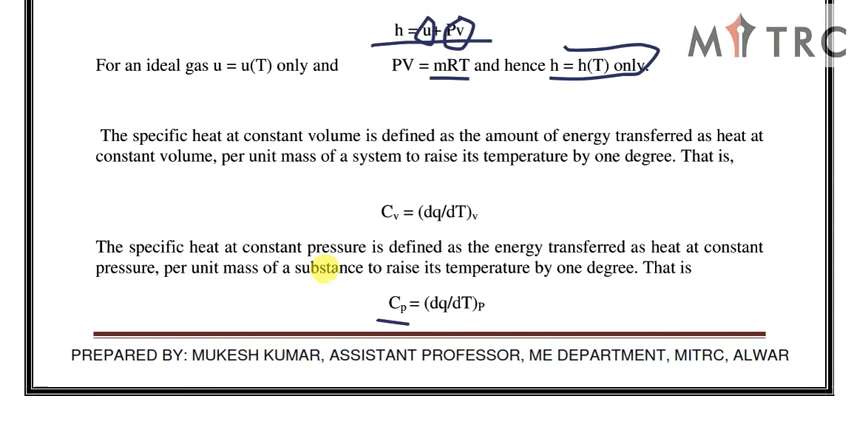 h = u+ Pv
MITRC
For an ideal gas u = u(T) only and PV = mRT and hence h = h(T) only.
The specific heat at constant volume is defined as the amount of energy transferred as heat at
constant volume, per unit mass of a system to raise its temperature by one degree. That is,
Cᵥ = (dq/dT)ᵥ
The specific heat at constant pressure is defined as the energy transferred as heat at constant
pressure, per unit mass of a substance to raise its temperature by one degree. That is
Cₚ = (dq/dT)P
PREPARED BY: MUKESH KUMAR, ASSISTANT PROFESSOR, ME DEPARTMENT, MITRC, ALWAR